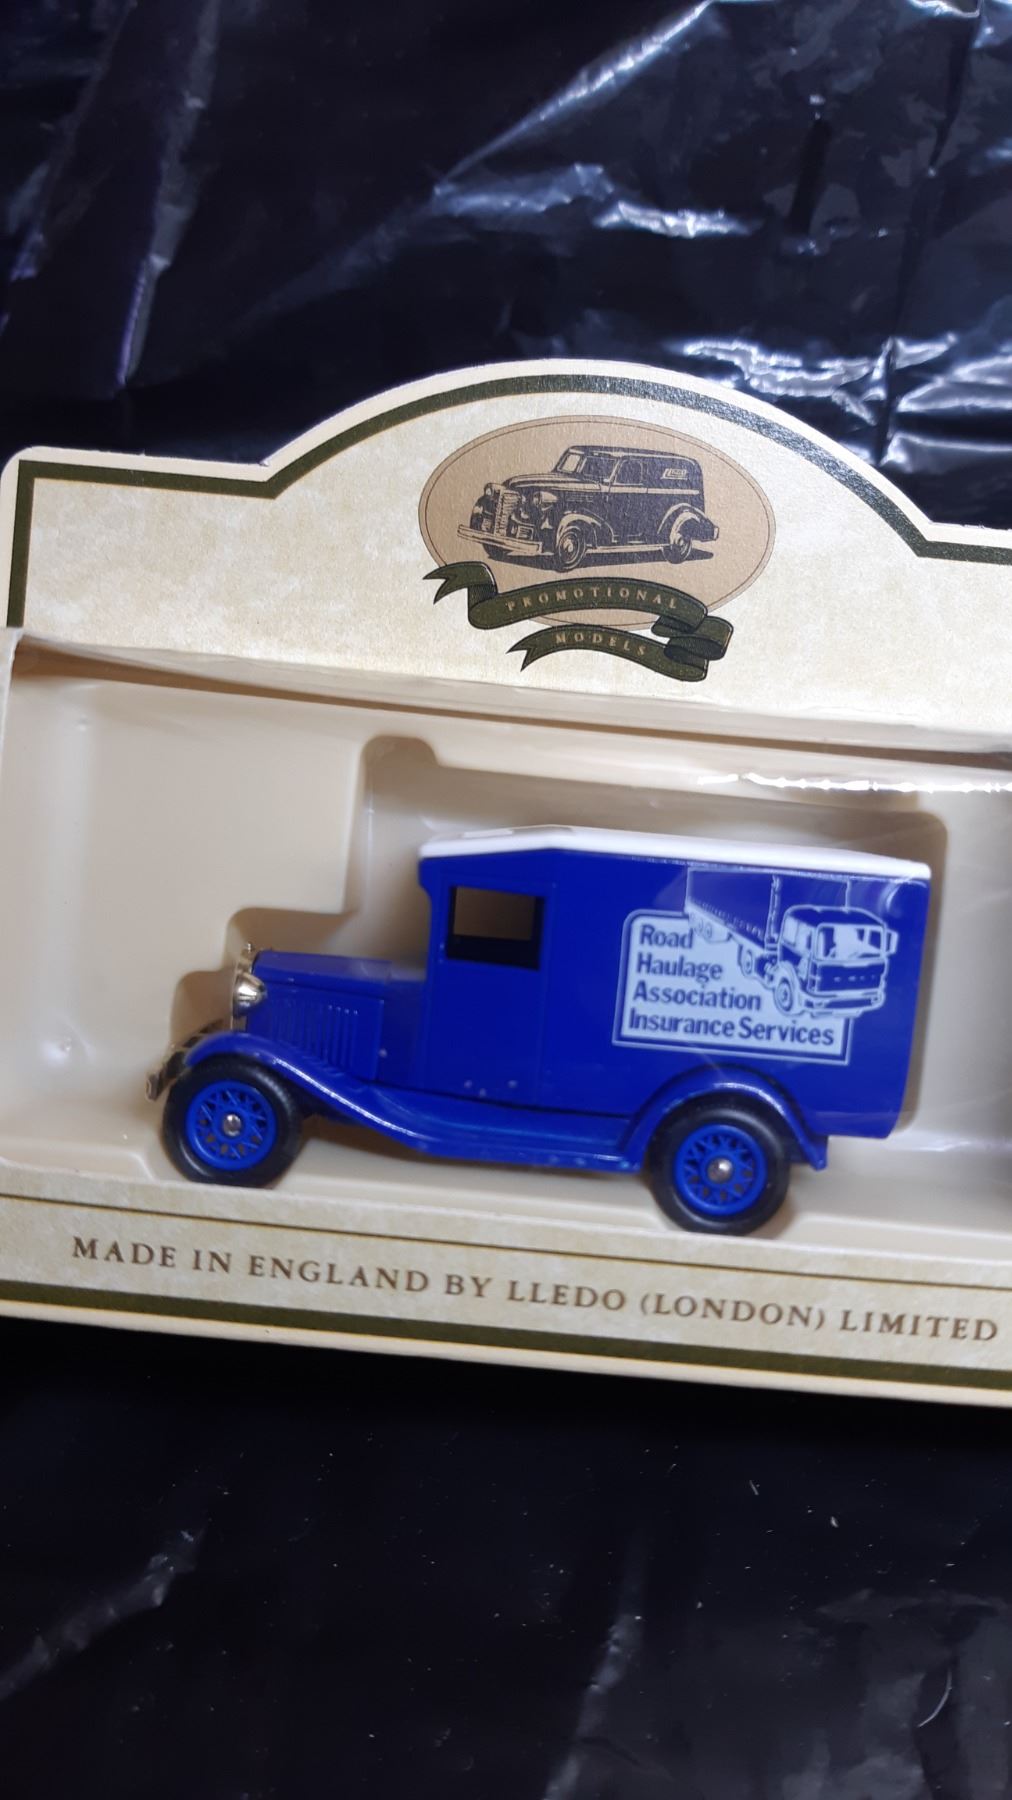 PROMOTIONAL
MODELS
Road
Haulage
Association
Insurance Services
MADE IN ENGLAND BY LLEDO (LONDON) LIMITED